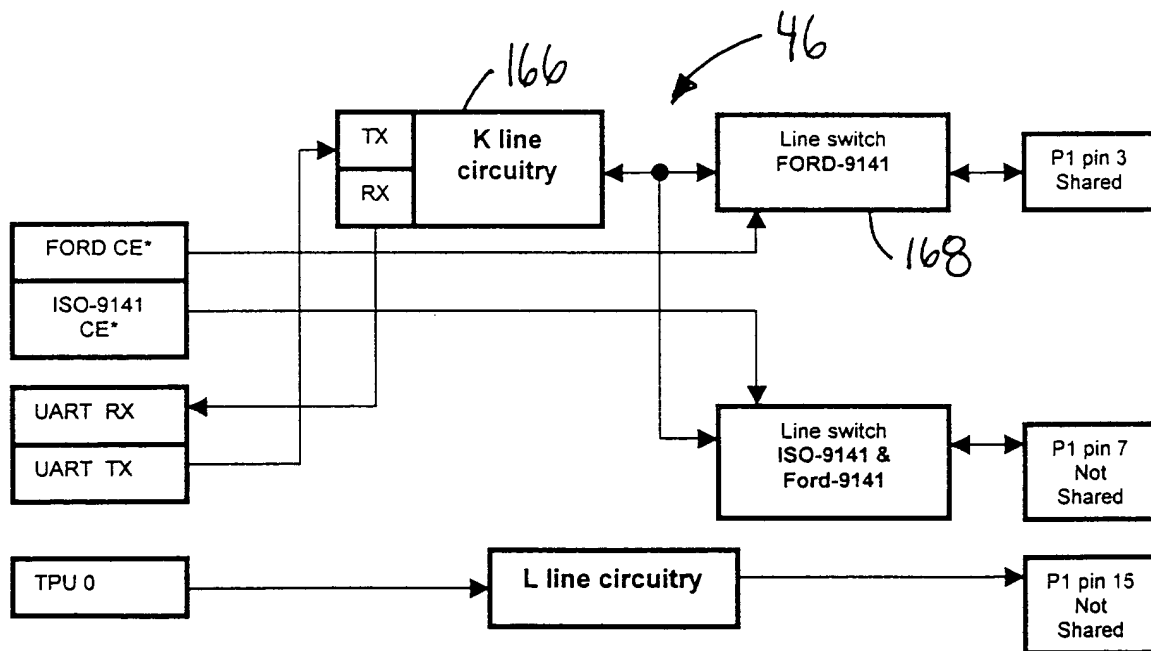 46
166
TX
RX
K line
circuitry
Line switch
FORD-9141
P1 pin 3
Shared
168
FORD CE*
ISO-9141
CE*
UART RX
UART TX
Line switch
ISO-9141 &
Ford-9141
P1 pin 7
Not
Shared
TPU 0
L line circuitry
P1 pin 15
Not
Shared